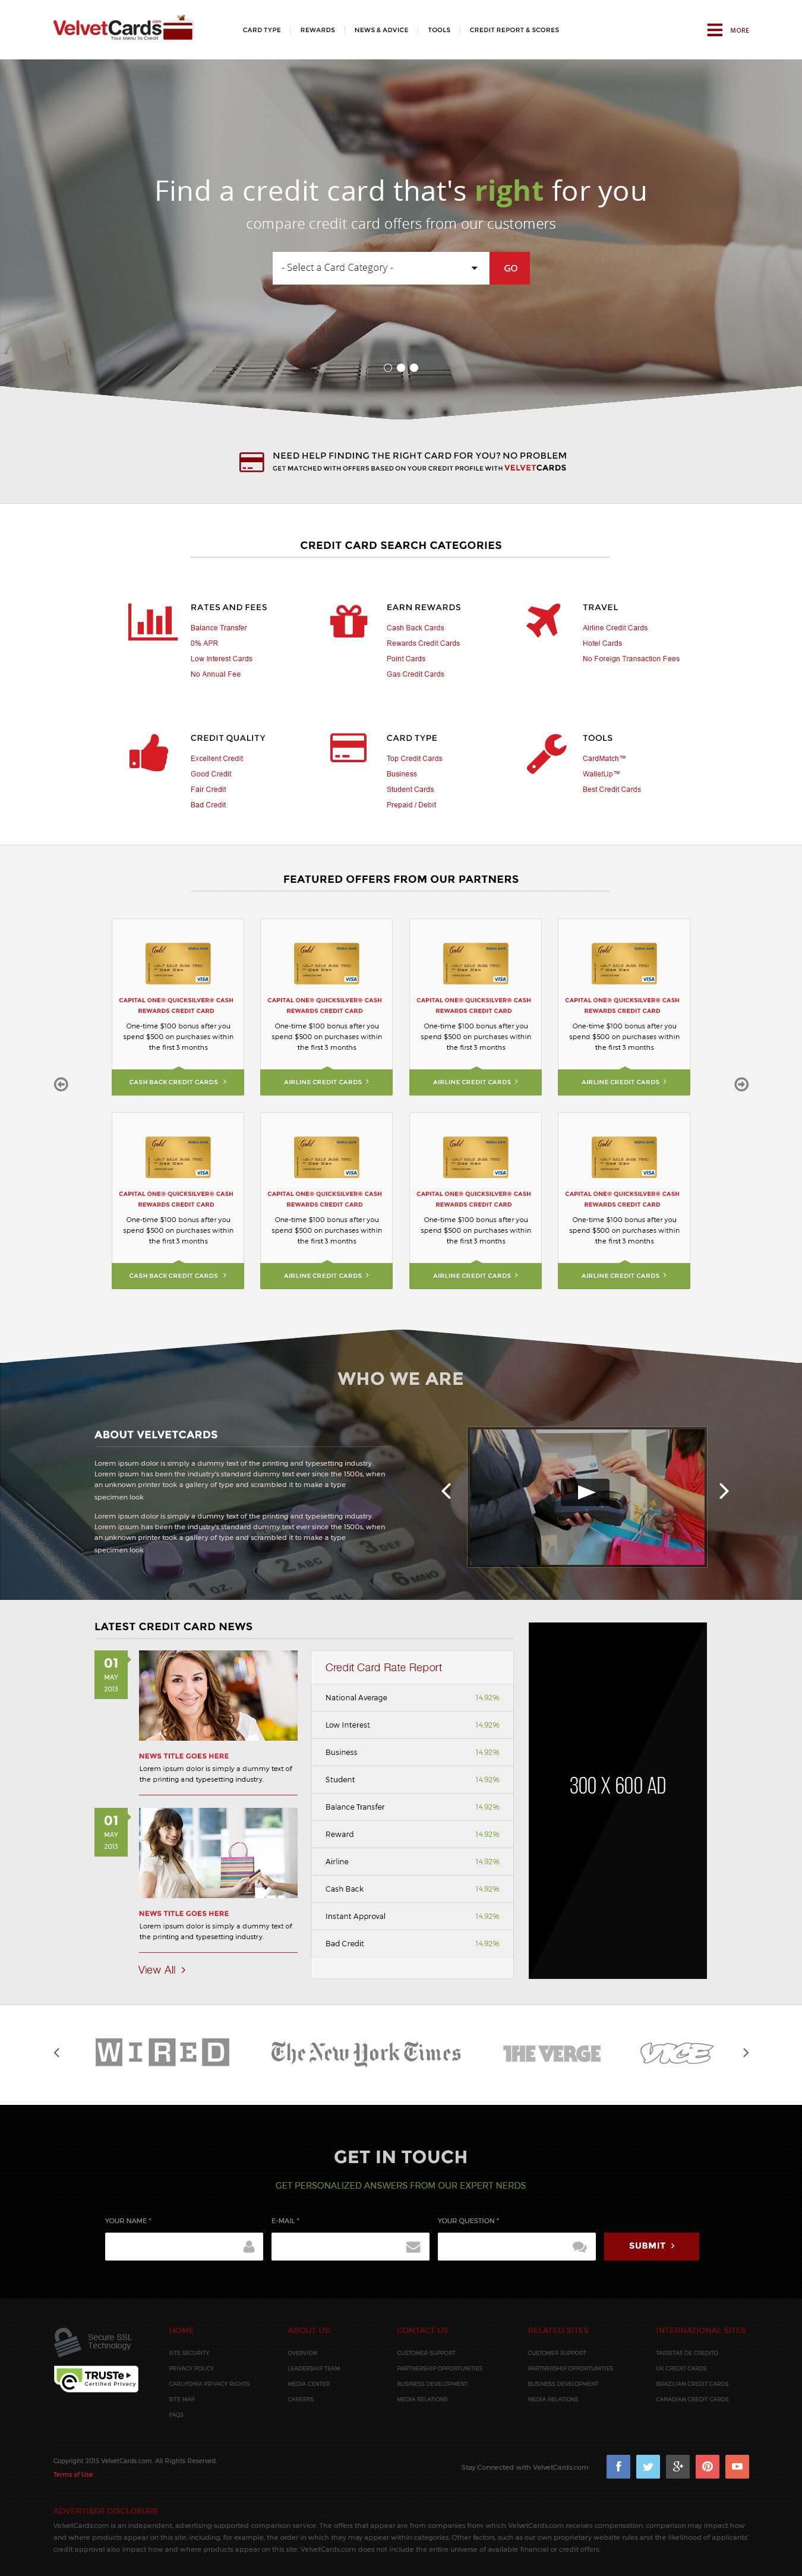 VelvetCards.com
Your Menu To Credit
CARD TYPE
REWARDS
NEWS & ADVICE
TOOLS
CREDIT REPORT & SCORES
MORE
Find a credit card that's right for you
compare credit card offers from our customers
- Select a Card Category -
GO
NEED HELP FINDING THE RIGHT CARD FOR YOU? NO PROBLEM
GET MATCHED WITH OFFERS BASED ON YOUR CREDIT PROFILE WITH VELVETCARDS
CREDIT CARD SEARCH CATEGORIES
RATES AND FEES
Balance Transfer
0% APR
Low Interest Cards
No Annual Fee
EARN REWARDS
Cash Back Cards
Rewards Credit Cards
Point Cards
Gas Credit Cards
TRAVEL
Airline Credit Cards
Hotel Cards
No Foreign Transaction Fees
CREDIT QUALITY
Excellent Credit
Good Credit
Fair Credit
Bad Credit
CARD TYPE
Top Credit Cards
Business
Student Cards
Prepaid / Debit
TOOLS
CardMatch™
WalletUp™
Best Credit Cards
FEATURED OFFERS FROM OUR PARTNERS
Gold
VISA
CAPITAL ONE® QUICKSILVER® CASH
REWARDS CREDIT CARD
One-time $100 bonus after you
spend $500 on purchases within
the first 3 months
CASH BACK CREDIT CARDS >
Gold
VISA
CAPITAL ONE® QUICKSILVER® CASH
REWARDS CREDIT CARD
One-time $100 bonus after you
spend $500 on purchases within
the first 3 months
AIRLINE CREDIT CARDS >
Gold
VISA
CAPITAL ONE® QUICKSILVER® CASH
REWARDS CREDIT CARD
One-time $100 bonus after you
spend $500 on purchases within
the first 3 months
AIRLINE CREDIT CARDS >
Gold
VISA
CAPITAL ONE® QUICKSILVER® CASH
REWARDS CREDIT CARD
One-time $100 bonus after you
spend $500 on purchases within
the first 3 months
AIRLINE CREDIT CARDS >
Gold
VISA
CAPITAL ONE® QUICKSILVER® CASH
REWARDS CREDIT CARD
One-time $100 bonus after you
spend $500 on purchases within
the first 3 months
CASH BACK CREDIT CARDS >
Gold
VISA
CAPITAL ONE® QUICKSILVER® CASH
REWARDS CREDIT CARD
One-time $100 bonus after you
spend $500 on purchases within
the first 3 months
AIRLINE CREDIT CARDS >
Gold
VISA
CAPITAL ONE® QUICKSILVER® CASH
REWARDS CREDIT CARD
One-time $100 bonus after you
spend $500 on purchases within
the first 3 months
AIRLINE CREDIT CARDS >
Gold
VISA
CAPITAL ONE® QUICKSILVER® CASH
REWARDS CREDIT CARD
One-time $100 bonus after you
spend $500 on purchases within
the first 3 months
AIRLINE CREDIT CARDS >
WHO WE ARE
ABOUT VELVETCARDS
Lorem ipsum dolor is simply a dummy text of the printing and typesetting industry.
Lorem ipsum has been the industy's standard dummy text ever since the 1500s, when
an unknown printer took a gallery of type and scrambled it to make a type
specimen look
Lorem ipsum dolor is simply a dummy text of the printing and typesetting industry.
Lorem ipsum has been the industy's standard dummy text ever since the 1500s, when
an unknown printer took a gallery of type and scrambled it to make a type
specimen look
2ABC
6MNO
LATEST CREDIT CARD NEWS
01
MAY
2013
NEWS TITLE GOES HERE
Lorem ipsum dolor is simply a dummy text of
the printing and typesetting industry.
01
MAY
2013
NEWS TITLE GOES HERE
Lorem ipsum dolor is simply a dummy text of
the printing and typesetting industry.
View All >
Credit Card Rate Report
National Average 14.92%
Low Interest 14.92%
Business 14.92%
Student 14.92%
Balance Transfer 14.92%
Reward 14.92%
Airline 14.92%
Cash Back 14.92%
Instant Approval 14.92%
Bad Credit 14.92%
300 X 600 AD
WIRED
The New York Times
THE VERGE
VICE
GET IN TOUCH
GET PERSONALIZED ANSWERS FROM OUR EXPERT NERDS
YOUR NAME *
E-MAIL *
YOUR QUESTION *
SUBMIT >
Secure SSL
Technology
TRUSTe
Certified Privacy
HOME
SITE SECURITY
PRIVACY POLICY
CARLIFONIA PRIVACY RIGHTS
SITE MAP
FAQS
ABOUT US
OVERVIEW
LEADERSHIP TEAM
MEDIA CENTER
CAREERS
CONTACT US
CUSTOMER SUPPORT
PARTNERSHIP OPPORTUNITIES
BUSINESS DEVELOPMENT
MEDIA RELATIONS
RELATED SITES
CUSTOMER SUPPORT
PARTNERSHIP OPPORTUNITIES
BUSINESS DEVELOPMENT
MEDIA RELATIONS
INTERNATIONAL SITES
TARJETAS DE CREDITO
UK CREDIT CARDS
BRAZILIAN CREDIT CARDS
CANADIAN CREDIT CARDS
Copyright 2015 VelvetCards.com. All Rights Reserved.
Terms of Use
Stay Connected with VelvetCards.com
ADVERTISER DISCLOSURE
VelvetCards.com is an independent, advertising-supported comparison service. The offers that appear are from companies from which VelvetCards.com receives compensation. comparison may impact how
and where products appear on this site, including, for example, the order in which they may appear within categories. Other factors, such as our own proprietary website rules and the likelihood of applicants'
credit approval also impact how and where products appear on this site. VelvetCards.com does not include the entire universe of available financial or credit offers.